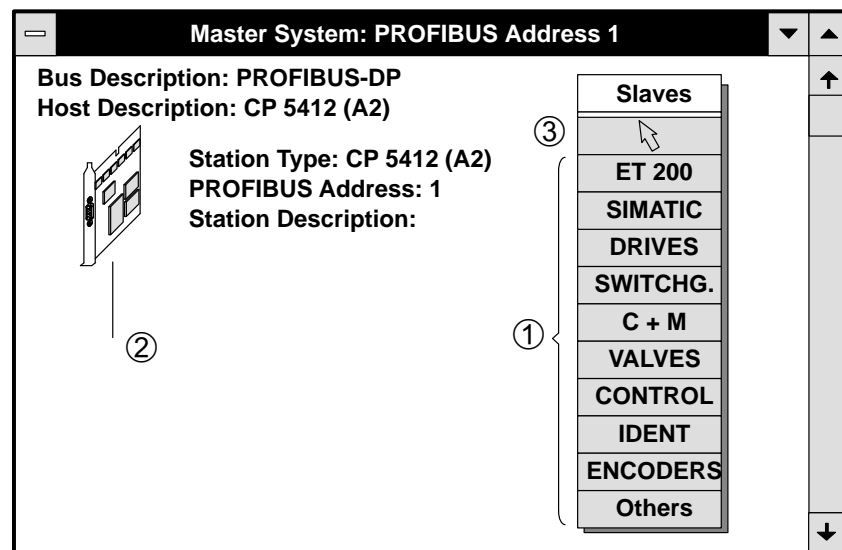 Master System: PROFIBUS Address 1
Bus Description: PROFIBUS-DP
Host Description: CP 5412 (A2)
Station Type: CP 5412 (A2)
PROFIBUS Address: 1
Station Description:
②
Slaves
③
①
ET 200
SIMATIC
DRIVES
SWITCHG.
C + M
VALVES
CONTROL
IDENT
ENCODERS
Others